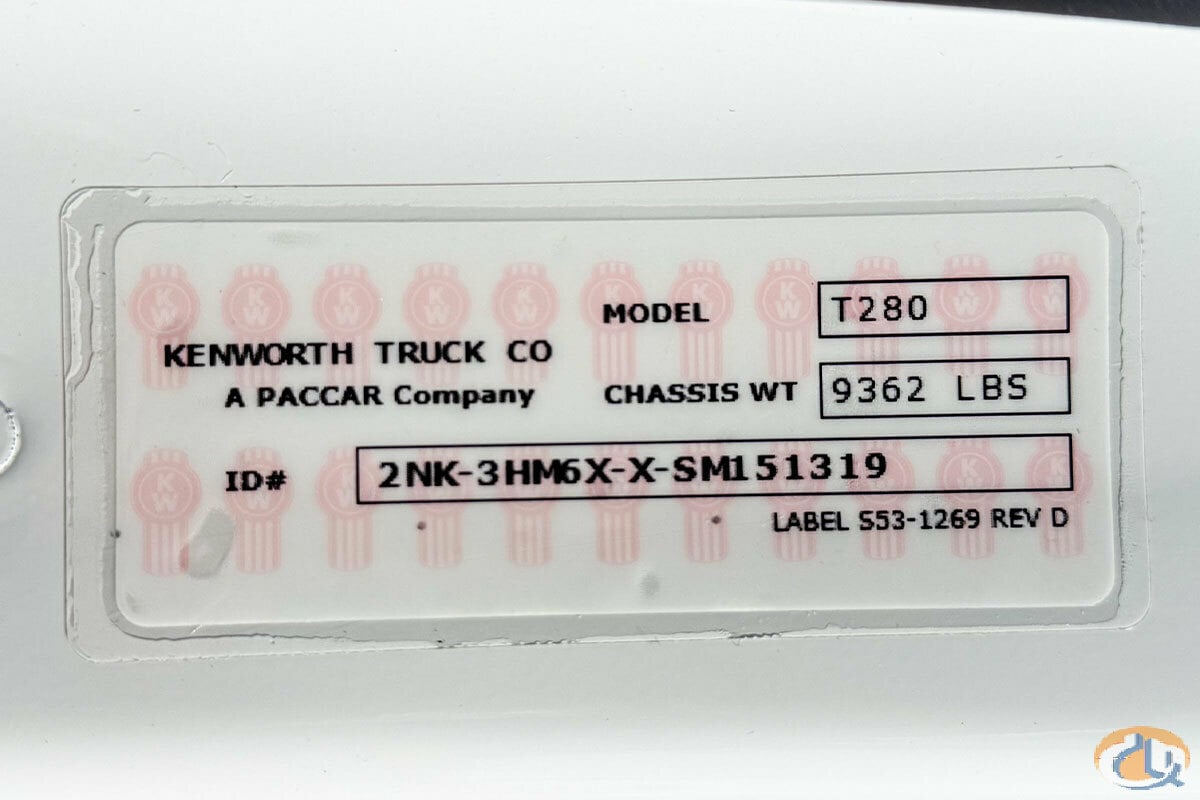 MODEL T280
KENWORTH TRUCK CO
A PACCAR Company
CHASSIS WT 9362 LBS
ID# 2NK-3HM6X-X-SM151319
LABEL S53-1269 REV D